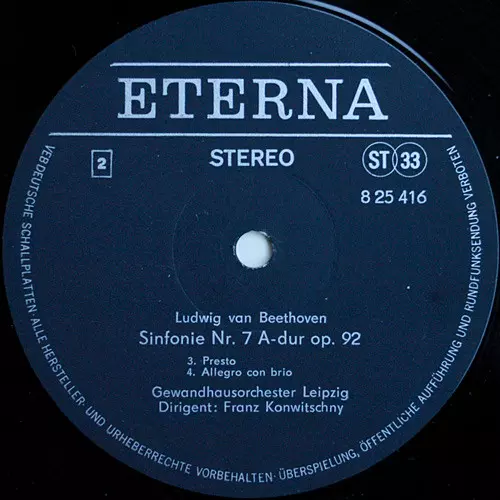 ETERNA
2
STEREO
ST 33
8 25 416
Ludwig van Beethoven
Sinfonie Nr. 7 A-dur op. 92
3. Presto
4. Allegro con brio
Gewandhausorchester Leipzig
Dirigent: Franz Konwitschny
VEB DEUTSCHE SCHALLPLATTEN · ALLE HERSTELLER- UND URHEBERRECHTE VORBEHALTEN · ÜBERSPIELUNG, ÖFFENTLICHE AUFFÜHRUNG UND RUNDFUNKSENDUNG VERBOTEN